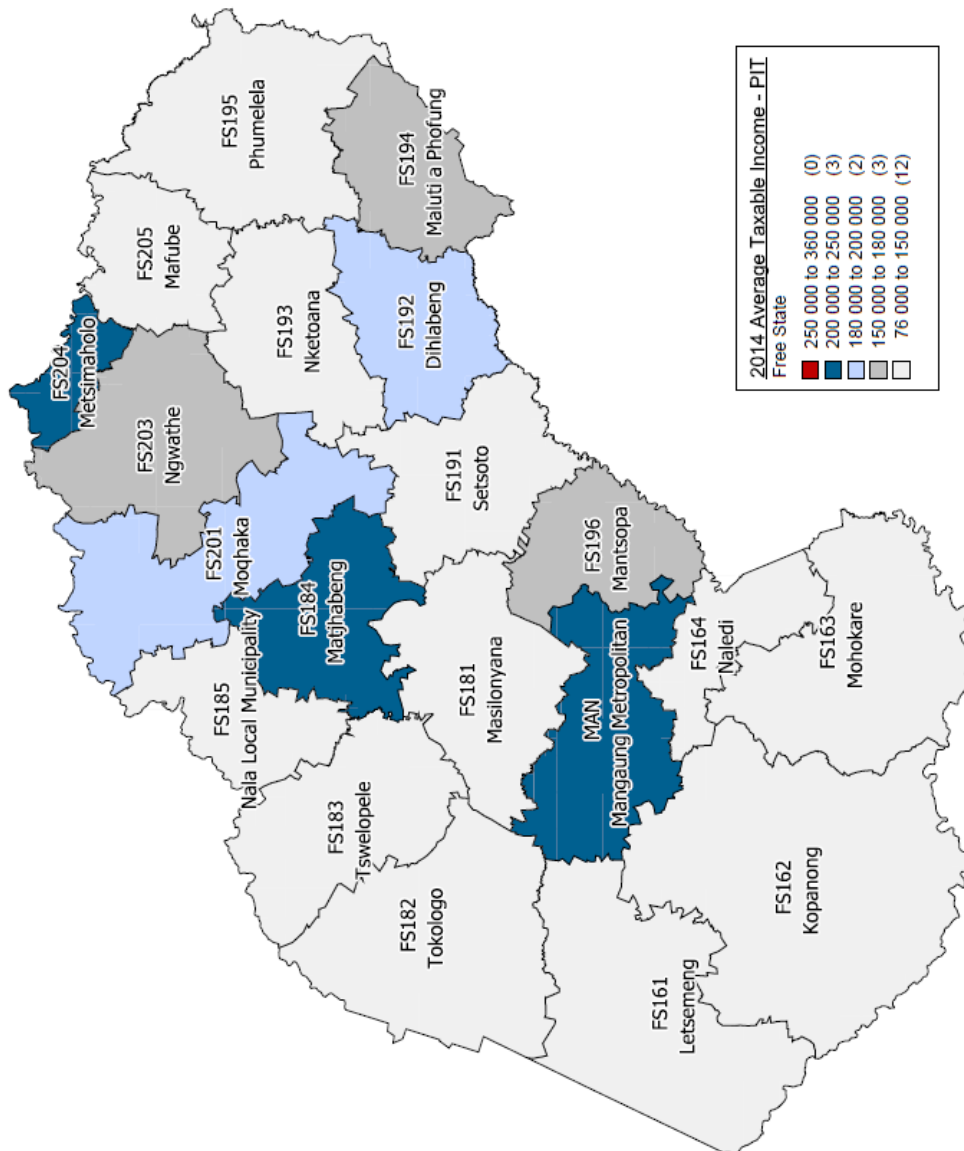 FS204
Metsimaholo
FS203
Ngwathe
FS205
Mafube
FS201
Moqhaka
FS195
Phumelela
FS185
Nala Local Municipality
FS193
Nketoana
FS184
Matjhabeng
FS183
Tswelopele
FS182
Tokologo
FS192
Dihlabeng
FS194
Maluti a Phofung
FS191
Setsoto
FS181
Masilonyana
MAN
Mangaung Metropolitan
FS196
Mantsopa
FS161
Letsemeng
FS164
Naledi
FS162
Kopanong
FS163
Mohokare
2014 Average Taxable Income - PIT
Free State
250 000 to 360 000 (0)
200 000 to 250 000 (3)
180 000 to 200 000 (2)
150 000 to 180 000 (3)
76 000 to 150 000 (12)